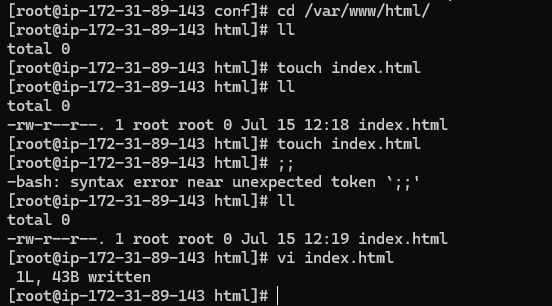 [root@ip-172-31-89-143 conf]# cd /var/www/html/
[root@ip-172-31-89-143 html]# ll
total 0
[root@ip-172-31-89-143 html]# touch index.html
[root@ip-172-31-89-143 html]# ll
total 0
-rw-r--r--. 1 root root 0 Jul 15 12:18 index.html
[root@ip-172-31-89-143 html]# touch index.html
[root@ip-172-31-89-143 html]# ;;
-bash: syntax error near unexpected token `;;'
[root@ip-172-31-89-143 html]# ll
total 0
-rw-r--r--. 1 root root 0 Jul 15 12:19 index.html
[root@ip-172-31-89-143 html]# vi index.html
 1L, 43B written
[root@ip-172-31-89-143 html]#